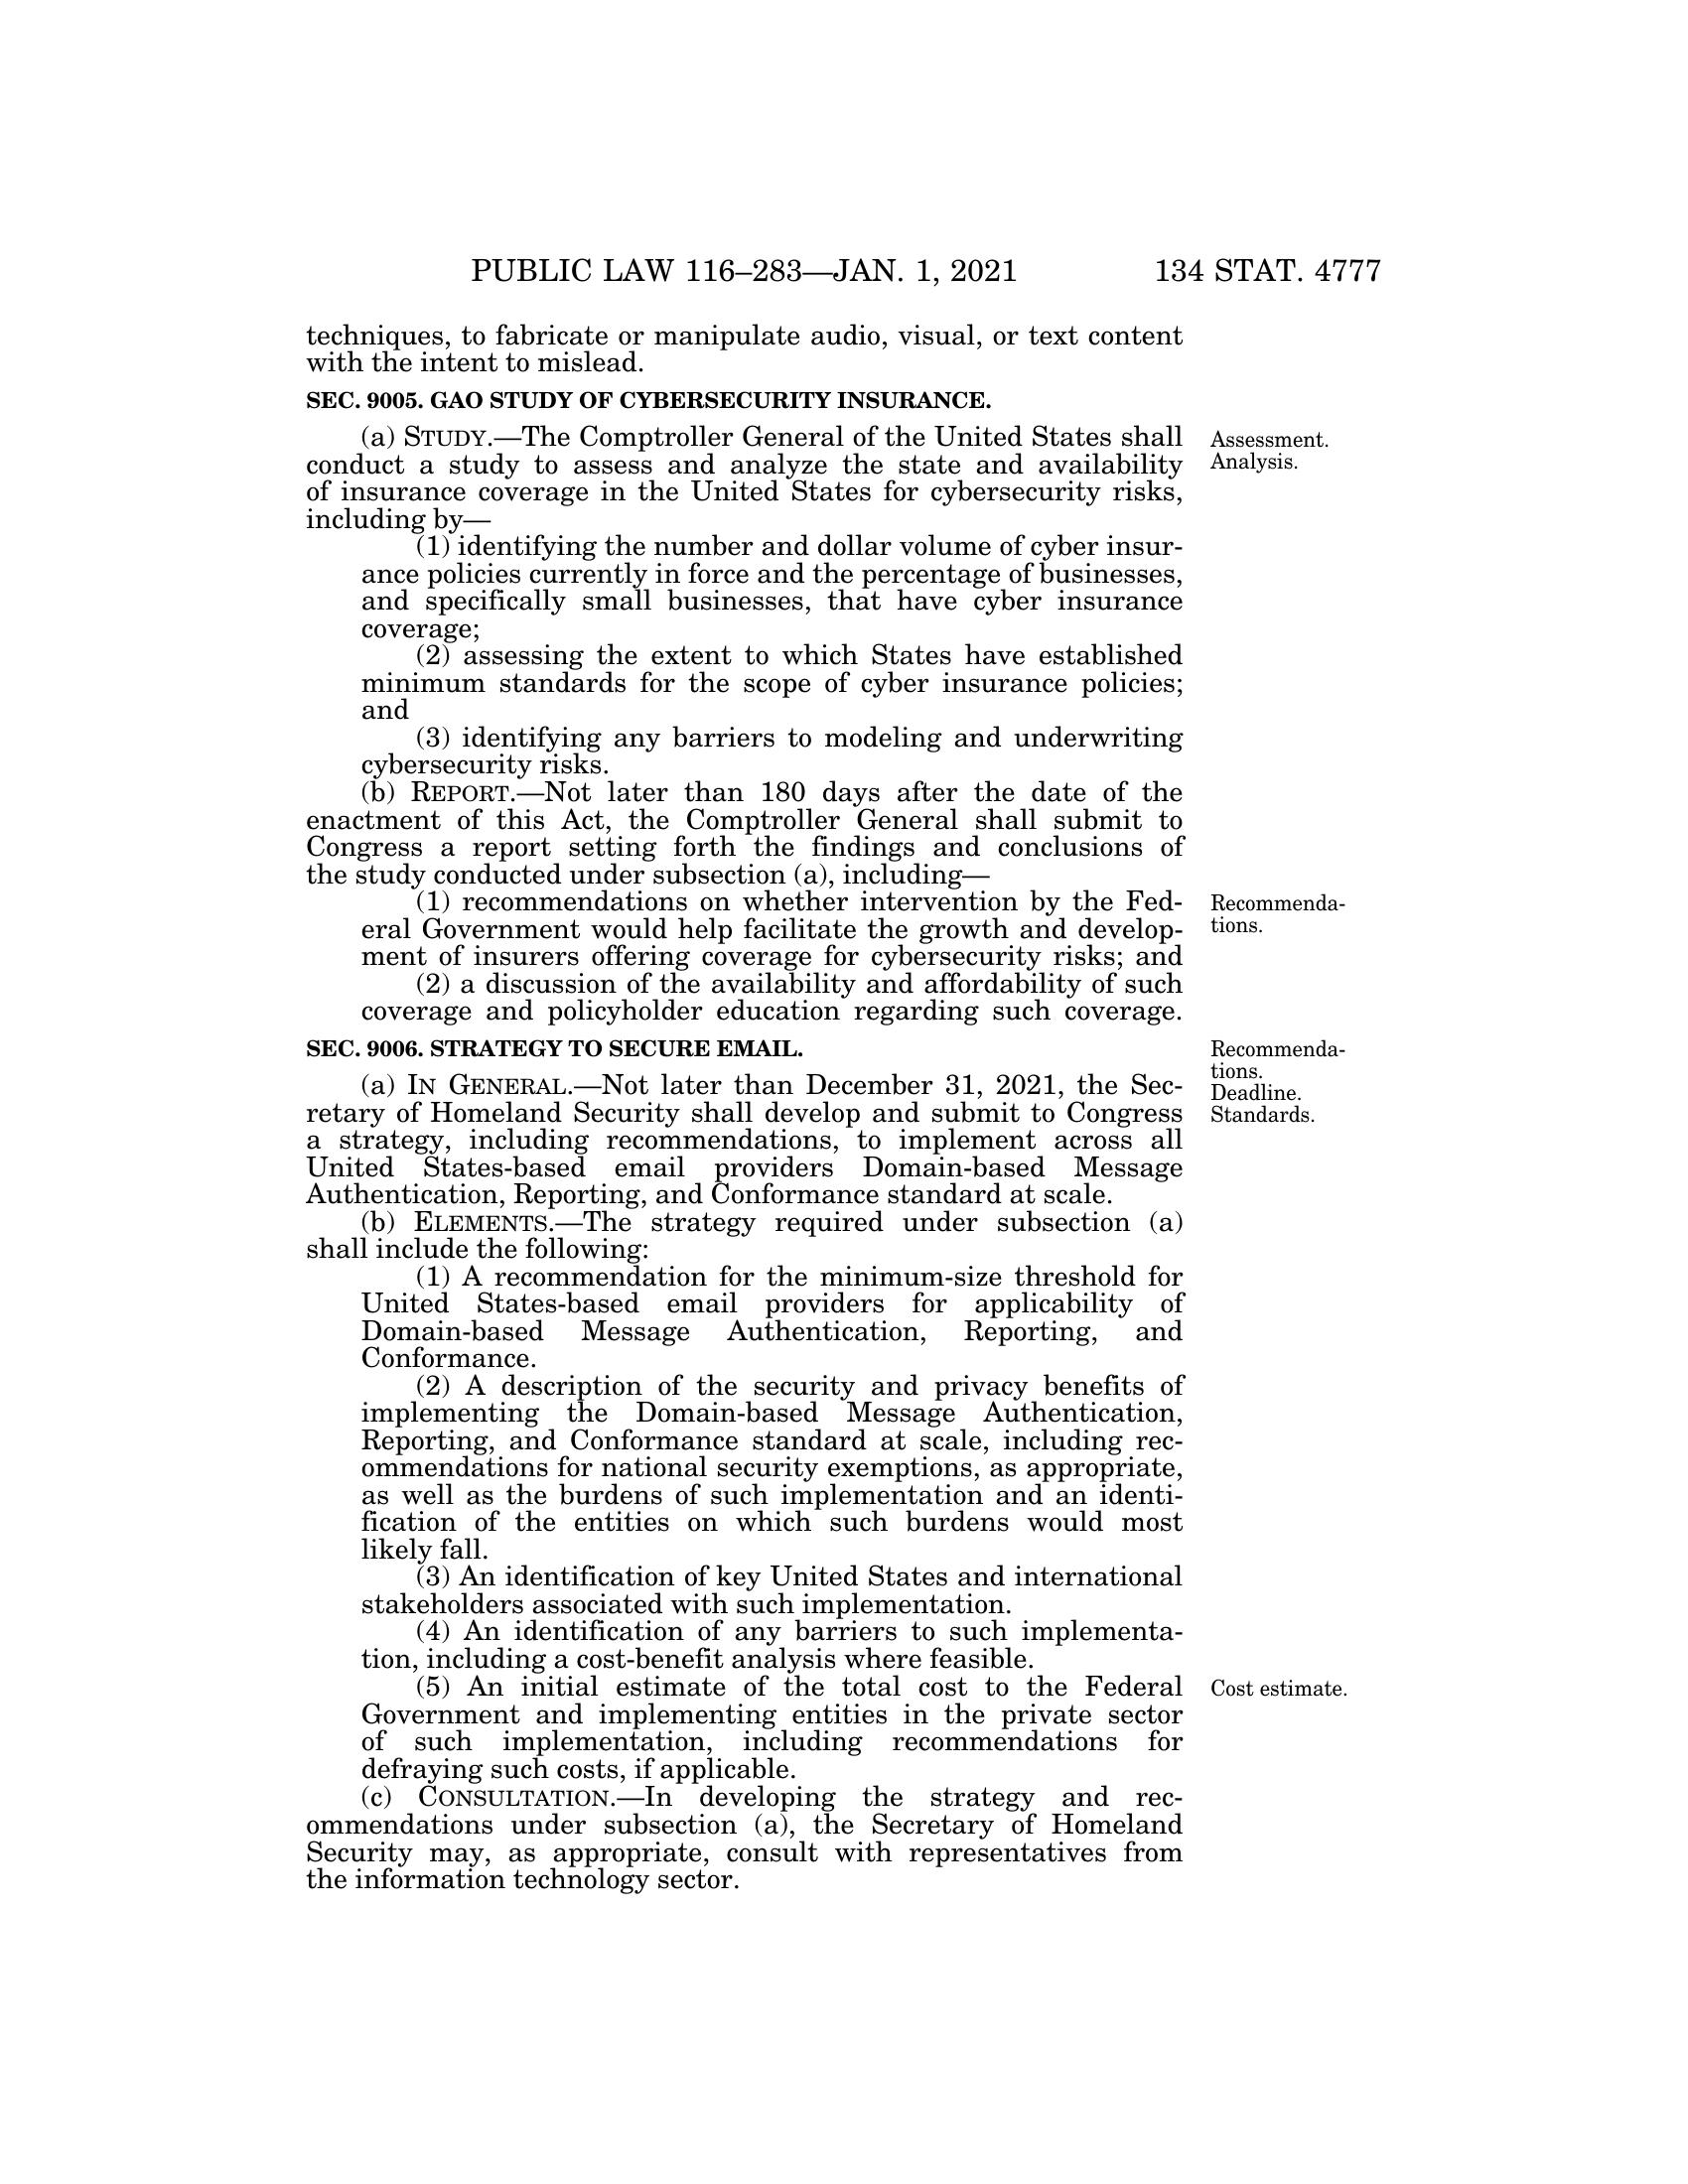 PUBLIC LAW 116–283—JAN. 1, 2021
134 STAT. 4777
techniques, to fabricate or manipulate audio, visual, or text content
with the intent to mislead.
SEC. 9005. GAO STUDY OF CYBERSECURITY INSURANCE.
(a) STUDY.—The Comptroller General of the United States shall
conduct a study to assess and analyze the state and availability
of insurance coverage in the United States for cybersecurity risks,
including by—
Assessment.
Analysis.
(1) identifying the number and dollar volume of cyber insur-
ance policies currently in force and the percentage of businesses,
and specifically small businesses, that have cyber insurance
coverage;
(2) assessing the extent to which States have established
minimum standards for the scope of cyber insurance policies;
and
(3) identifying any barriers to modeling and underwriting
cybersecurity risks.
(b) REPORT.—Not later than 180 days after the date of the
enactment of this Act, the Comptroller General shall submit to
Congress a report setting forth the findings and conclusions of
the study conducted under subsection (a), including—
(1) recommendations on whether intervention by the Fed-
eral Government would help facilitate the growth and develop-
ment of insurers offering coverage for cybersecurity risks; and
Recommenda-
tions.
(2) a discussion of the availability and affordability of such
coverage and policyholder education regarding such coverage.
SEC. 9006. STRATEGY TO SECURE EMAIL.
Recommenda-
tions.
Deadline.
Standards.
(a) IN GENERAL.—Not later than December 31, 2021, the Sec-
retary of Homeland Security shall develop and submit to Congress
a strategy, including recommendations, to implement across all
United States-based email providers Domain-based Message
Authentication, Reporting, and Conformance standard at scale.
(b) ELEMENTS.—The strategy required under subsection (a)
shall include the following:
(1) A recommendation for the minimum-size threshold for
United States-based email providers for applicability of
Domain-based Message Authentication, Reporting, and
Conformance.
(2) A description of the security and privacy benefits of
implementing the Domain-based Message Authentication,
Reporting, and Conformance standard at scale, including rec-
ommendations for national security exemptions, as appropriate,
as well as the burdens of such implementation and an identi-
fication of the entities on which such burdens would most
likely fall.
(3) An identification of key United States and international
stakeholders associated with such implementation.
(4) An identification of any barriers to such implementa-
tion, including a cost-benefit analysis where feasible.
(5) An initial estimate of the total cost to the Federal
Government and implementing entities in the private sector
of such implementation, including recommendations for
defraying such costs, if applicable.
Cost estimate.
(c) CONSULTATION.—In developing the strategy and rec-
ommendations under subsection (a), the Secretary of Homeland
Security may, as appropriate, consult with representatives from
the information technology sector.